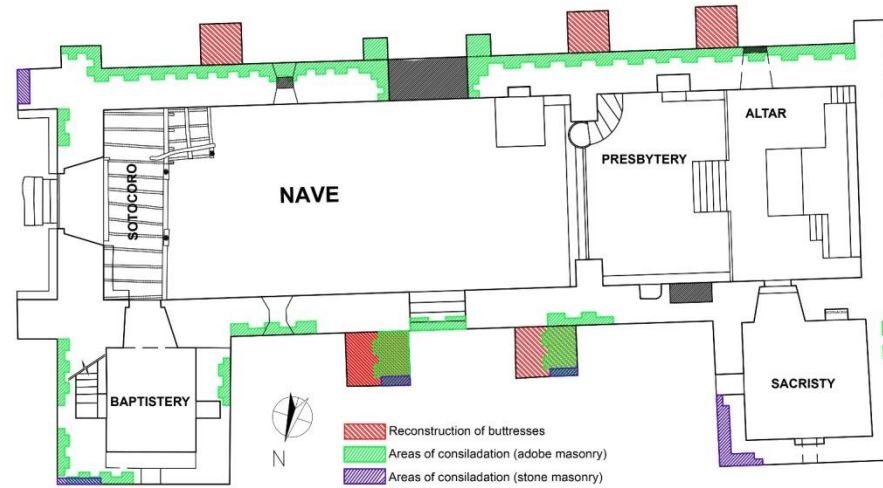 ALTAR
PRESBYTERY
NAVE
SOTOCORO
BAPTISTERY
SACRISTY
N
Reconstruction of buttresses
Areas of consiladation (adobe masonry)
Areas of consiladation (stone masonry)